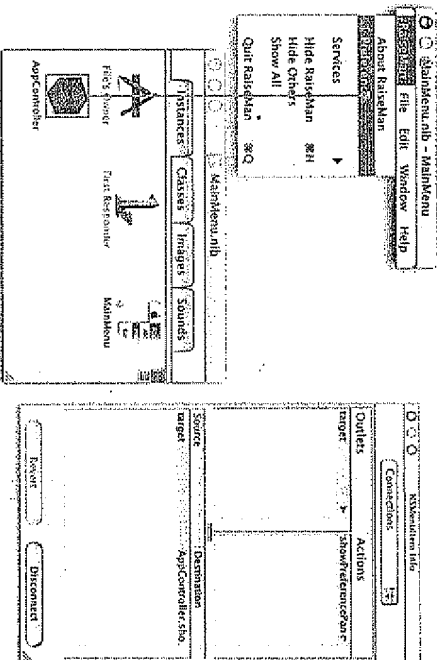 MainMenu.nib – MainMenu
File Edit Window Help
About RaiseMan
Services
Hide RaiseMan ⌘H
Hide Others
Show All
Quit RaiseMan ⌘Q
MainMenu.nib
Instances Classes Images Sounds
File's Owner First Responder MainMenu
AppController
NSMenuItem Info
Connections
Outlets Actions
target showPreferencePane
Source Destination
target AppController.sho
Revert Disconnect